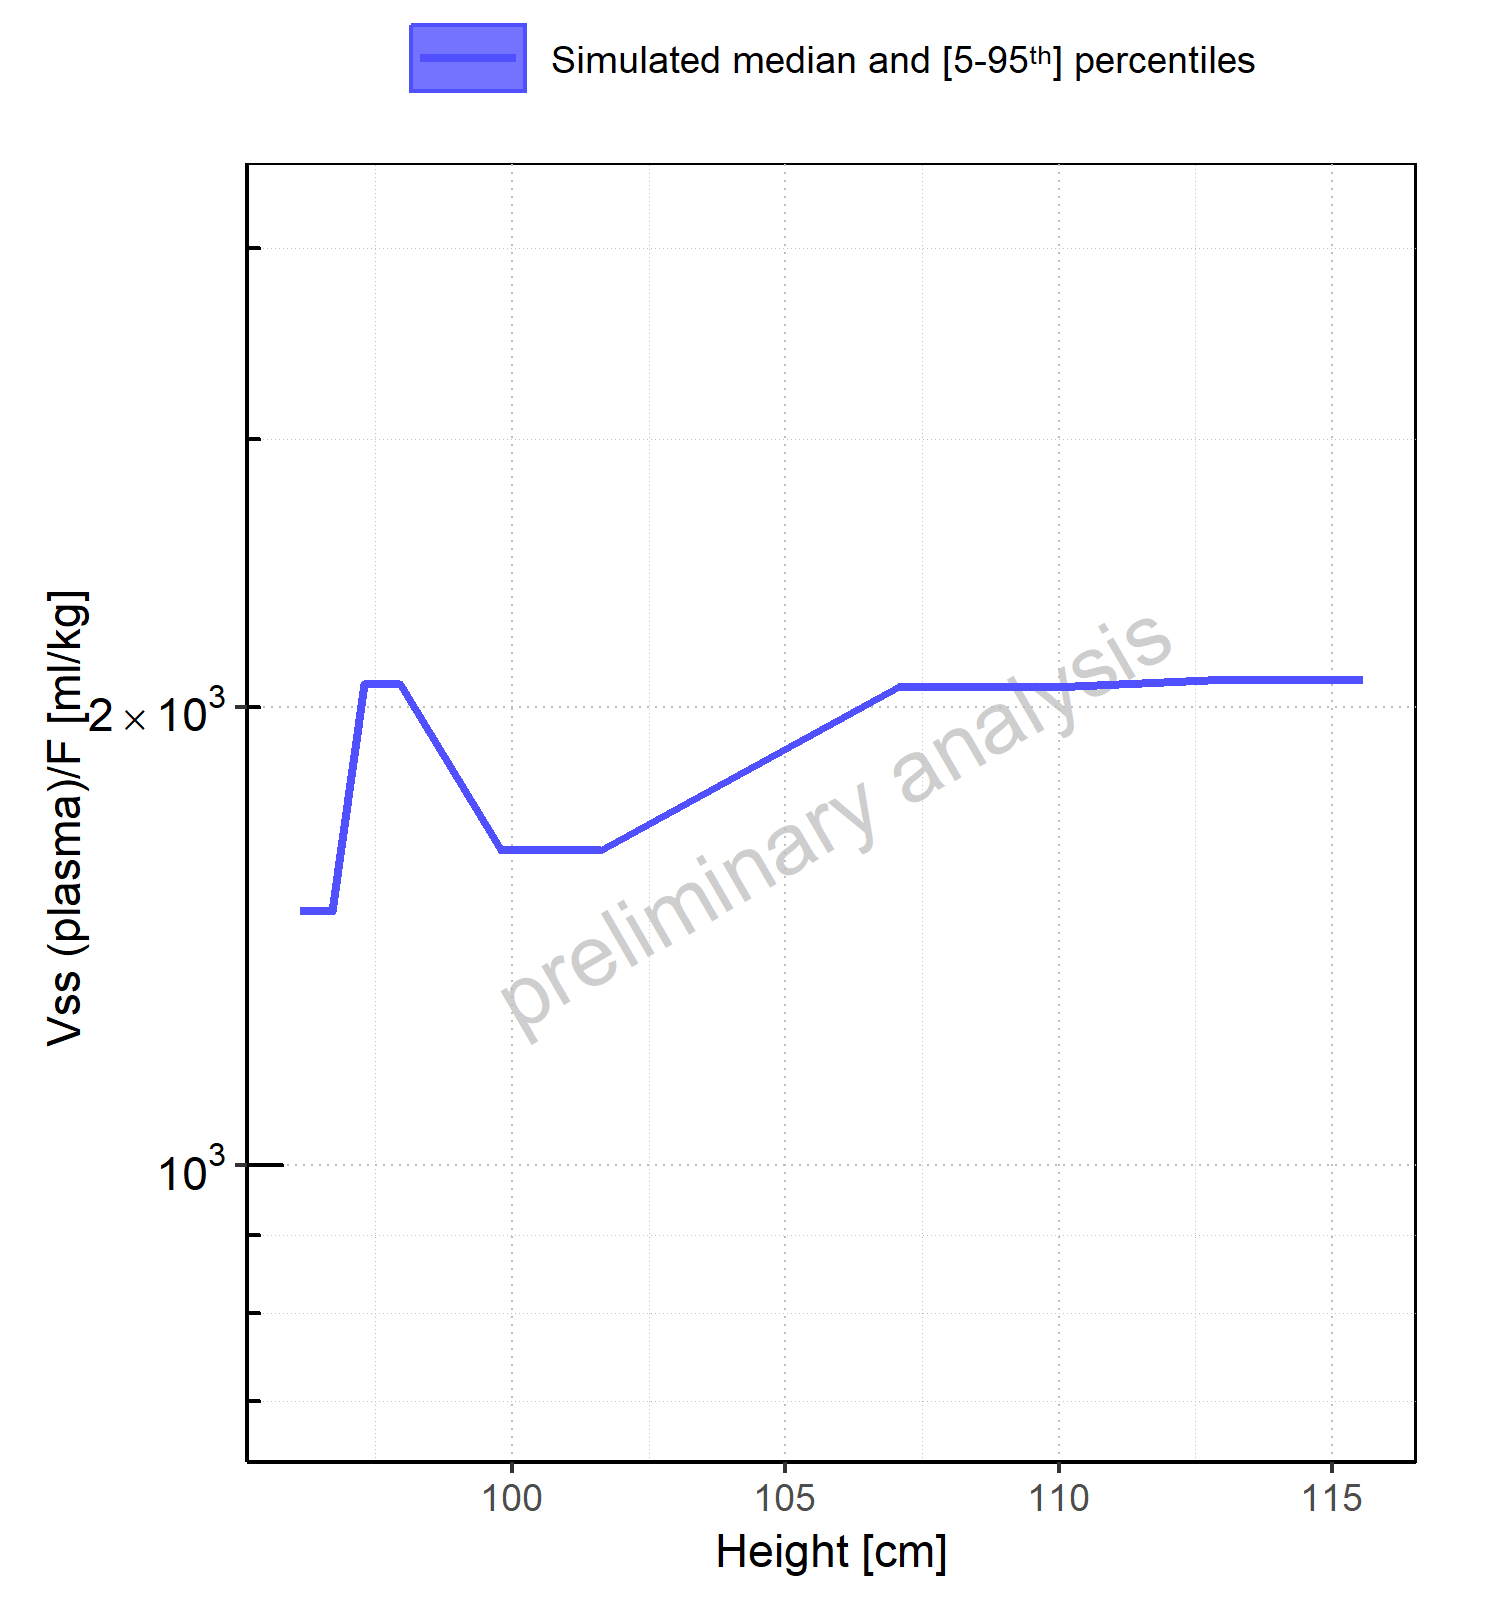 Simulated median and [5-95th] percentiles
Vss (plasma)/F [ml/kg]
2 × 10³
10³
preliminary analysis
100 105 110 115
Height [cm]